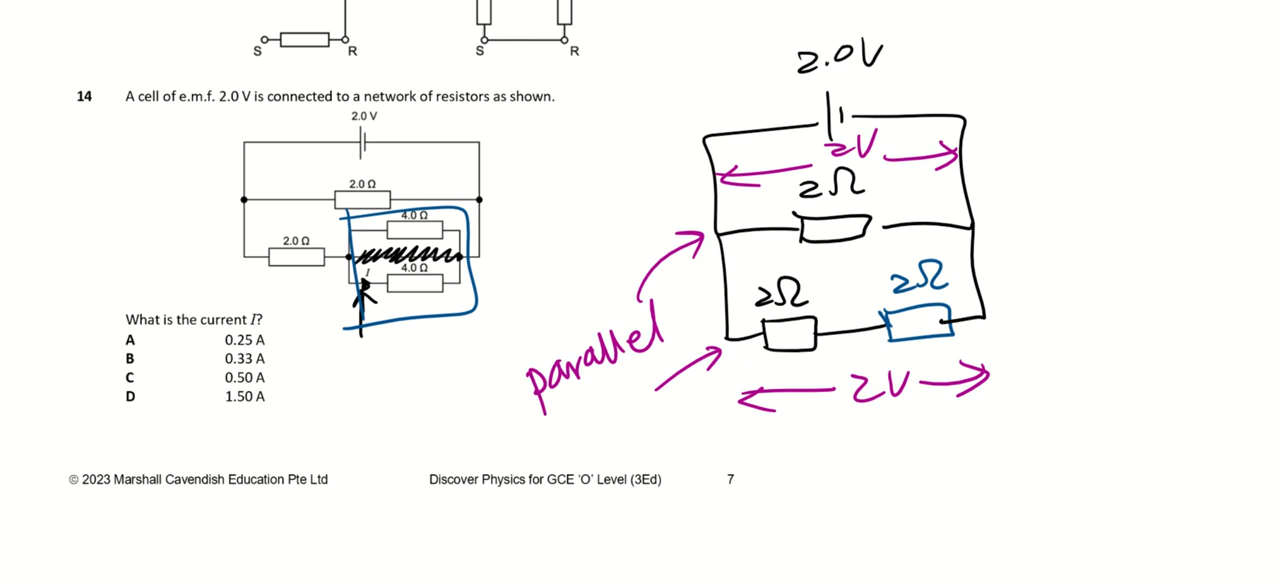 S
R
S
R
14 A cell of e.m.f. 2.0 V is connected to a network of resistors as shown.
2.0 V
2.0 Ω
4.0 Ω
2.0 Ω
4.0 Ω
I
What is the current I?
A 0.25 A
B 0.33 A
C 0.50 A
D 1.50 A
2.0V
2V
2Ω
2Ω
2Ω
parallel
2V
© 2023 Marshall Cavendish Education Pte Ltd
Discover Physics for GCE 'O' Level (3Ed)
7